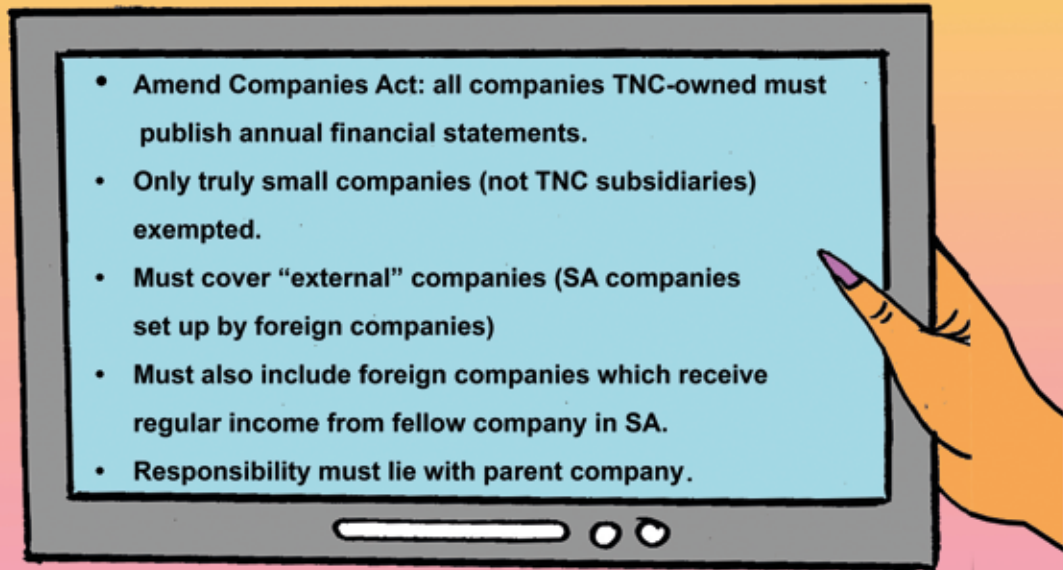 • Amend Companies Act: all companies TNC-owned must
publish annual financial statements.
• Only truly small companies (not TNC subsidiaries)
exempted.
• Must cover “external” companies (SA companies
set up by foreign companies)
• Must also include foreign companies which receive
regular income from fellow company in SA.
• Responsibility must lie with parent company.